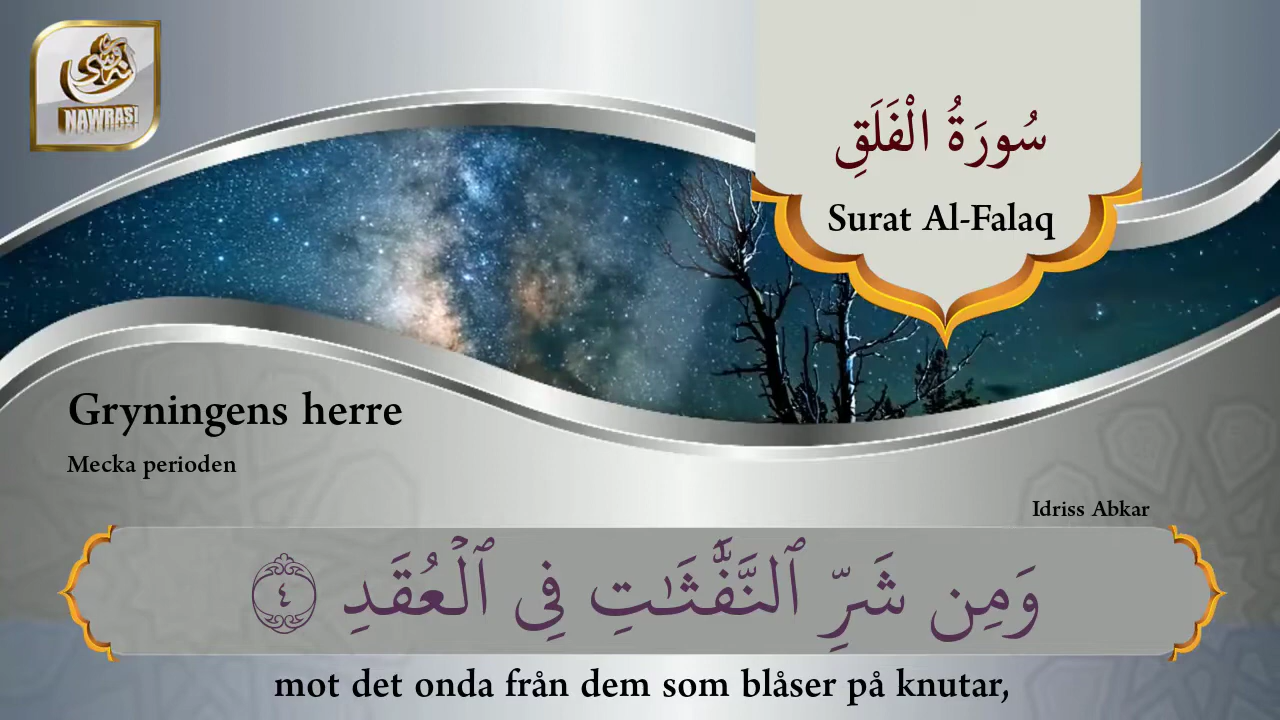 NAWRAS
سُورَةُ الْفَلَقِ
Surat Al-Falaq
Gryningens herre
Mecka perioden
Idriss Abkar
وَمِن شَرِّ ٱلنَّفَّٰثَٰتِ فِى ٱلْعُقَدِ ٤
mot det onda från dem som blåser på knutar,